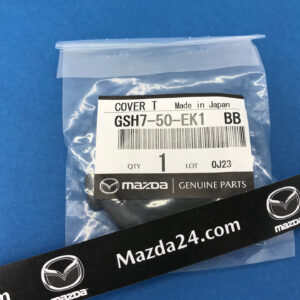 COVER T Made in Japan
GSH7-50-EK1 BB
QTY 1 LOT 0J23
mazda GENUINE PARTS
Mazda24.com